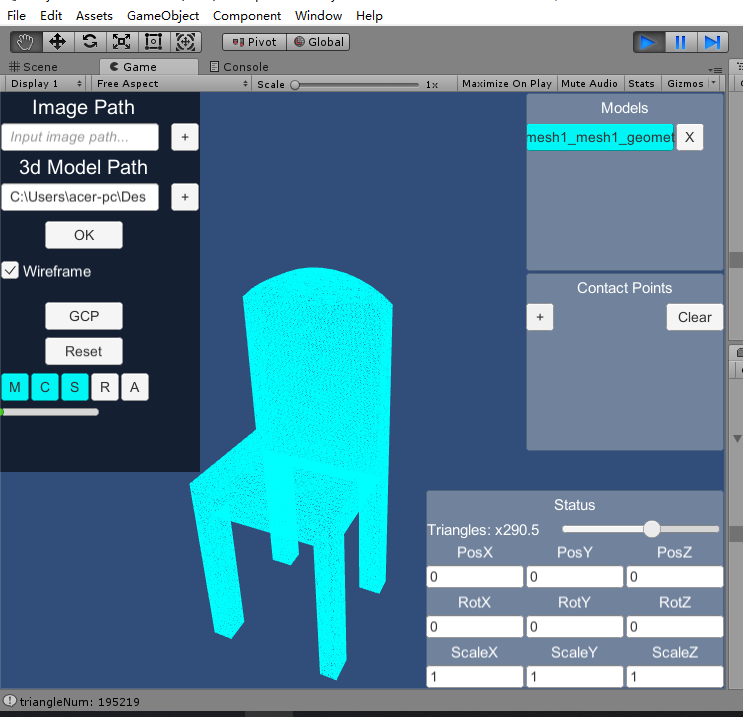 File Edit Assets GameObject Component Window Help
Pivot Global
Scene Game Console
Display 1 Free Aspect Scale 1x Maximize On Play Mute Audio Stats Gizmos
Image Path
Input image path... +
3d Model Path
C:\Users\acer-pc\Des +
OK
Wireframe
GCP
Reset
M C S R A
Models
mesh1_mesh1_geomet X
Contact Points
+ Clear
Status
Triangles: x290.5
PosX PosY PosZ
0 0 0
RotX RotY RotZ
0 0 0
ScaleX ScaleY ScaleZ
1 1 1
triangleNum: 195219